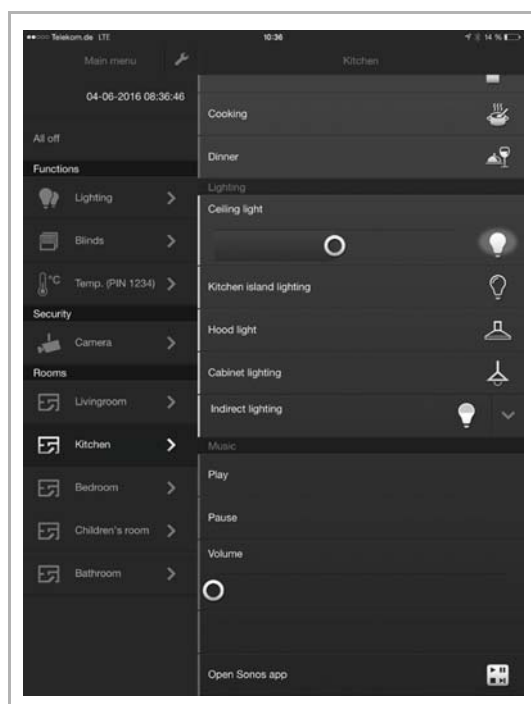 Telekom.de LTE
10:36
14 %
Main menu
Kitchen
04-06-2016 08:36:46
All off
Functions
Lighting
Blinds
°C
Temp. (PIN 1234)
Security
Camera
Rooms
Livingroom
Kitchen
Bedroom
Children's room
Bathroom
Cooking
Dinner
Lighting
Ceiling light
Kitchen island lighting
Hood light
Cabinet lighting
Indirect lighting
Music
Play
Pause
Volume
Open Sonos app